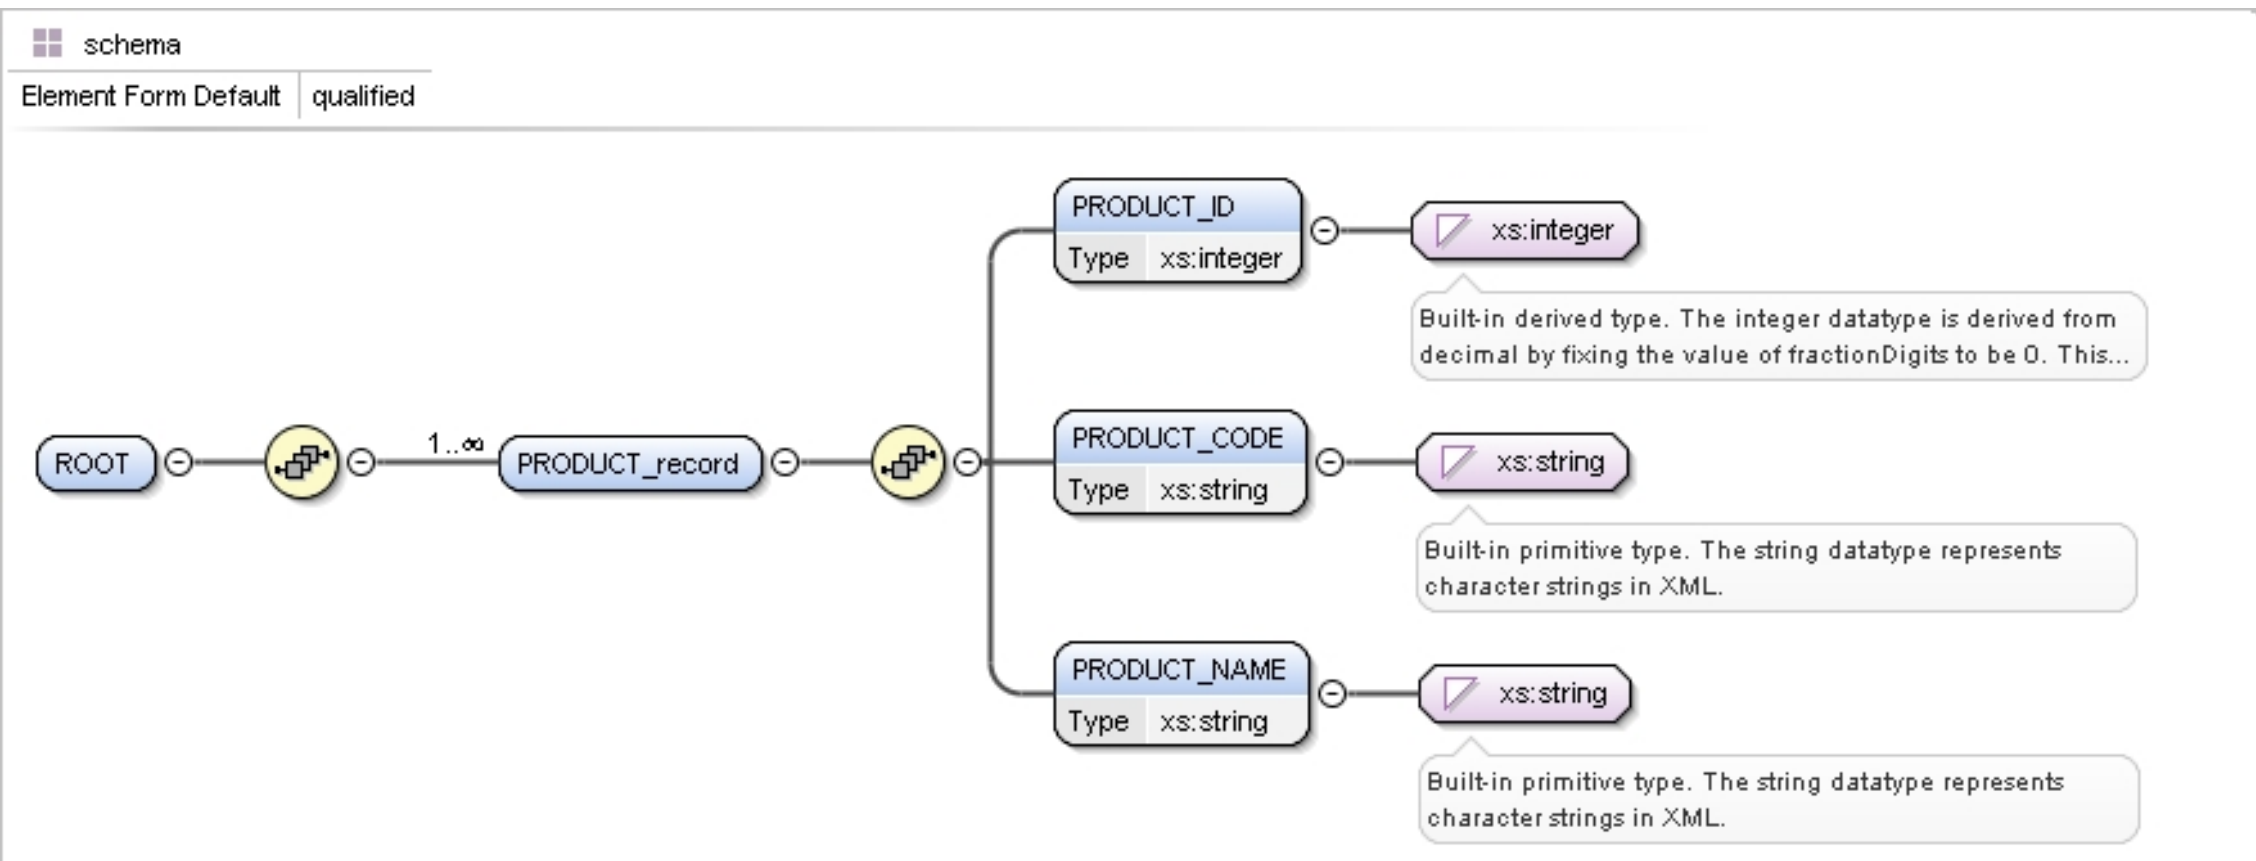 schema
Element Form Default qualified
PRODUCT_ID
Type xs:integer
xs:integer
Built-in derived type. The integer datatype is derived from
decimal by fixing the value of fractionDigits to be 0. This...
ROOT
1..∞
PRODUCT_record
PRODUCT_CODE
Type xs:string
xs:string
Built-in primitive type. The string datatype represents
character strings in XML.
PRODUCT_NAME
Type xs:string
xs:string
Built-in primitive type. The string datatype represents
character strings in XML.